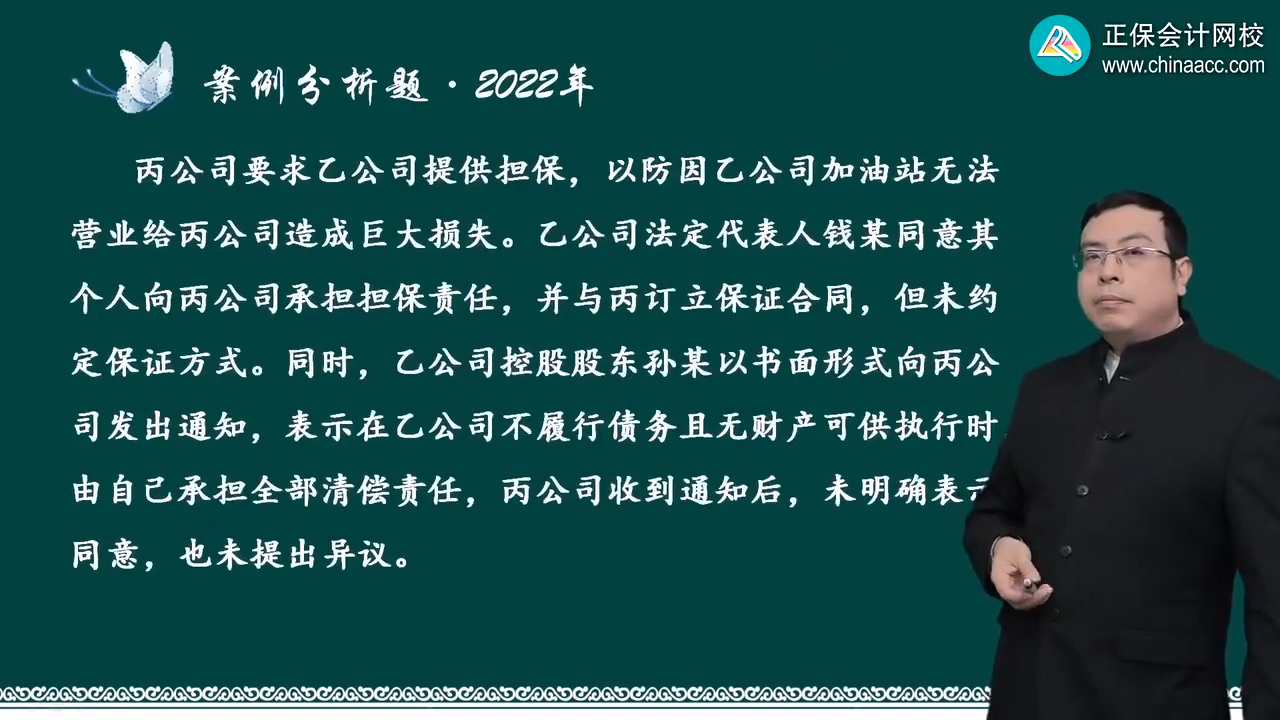 正保会计网校
www.chinaacc.com
案例分析题·2022年
丙公司要求乙公司提供担保，以防因乙公司加油站无法
营业给丙公司造成巨大损失。乙公司法定代表人钱某同意其
个人向丙公司承担担保责任，并与丙订立保证合同，但未约
定保证方式。同时，乙公司控股股东孙某以书面形式向丙公
司发出通知，表示在乙公司不履行债务且无财产可供执行时
由自己承担全部清偿责任，丙公司收到通知后，未明确表示
同意，也未提出异议。